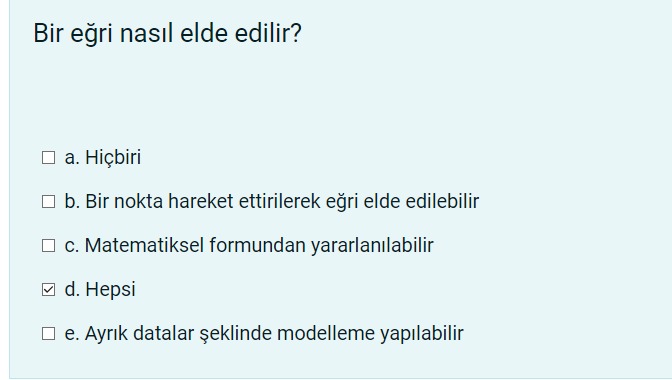 Bir eğri nasıl elde edilir?
a. Hiçbiri
b. Bir nokta hareket ettirilerek eğri elde edilebilir
c. Matematiksel formundan yararlanılabilir
d. Hepsi
e. Ayrık datalar şeklinde modelleme yapılabilir